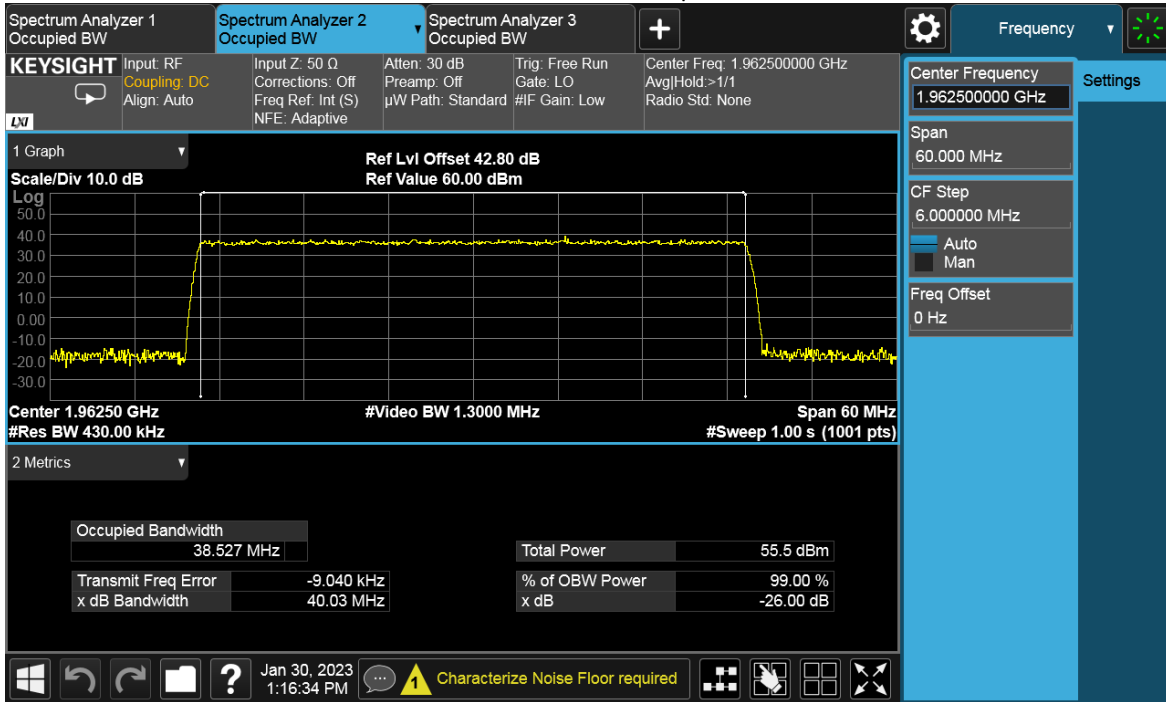 Spectrum Analyzer 1
Occupied BW
Spectrum Analyzer 2
Occupied BW
Spectrum Analyzer 3
Occupied BW
Frequency
KEYSIGHT
LXI
Input: RF
Coupling: DC
Align: Auto
Input Z: 50 Ω
Corrections: Off
Freq Ref: Int (S)
NFE: Adaptive
Atten: 30 dB
Preamp: Off
µW Path: Standard
Trig: Free Run
Gate: LO
#IF Gain: Low
Center Freq: 1.962500000 GHz
Avg|Hold:>1/1
Radio Std: None
1 Graph
Scale/Div 10.0 dB
Ref Lvl Offset 42.80 dB
Ref Value 60.00 dBm
Log
50.0
40.0
30.0
20.0
10.0
0.00
-10.0
-20.0
-30.0
Center 1.96250 GHz
#Video BW 1.3000 MHz
Span 60 MHz
#Res BW 430.00 kHz
#Sweep 1.00 s (1001 pts)
2 Metrics
Occupied Bandwidth
38.527 MHz
Total Power 55.5 dBm
Transmit Freq Error -9.040 kHz
% of OBW Power 99.00 %
x dB Bandwidth 40.03 MHz
x dB -26.00 dB
?
Jan 30, 2023
1:16:34 PM
1
Characterize Noise Floor required
Center Frequency
1.962500000 GHz
Settings
Span
60.000 MHz
CF Step
6.000000 MHz
Auto
Man
Freq Offset
0 Hz